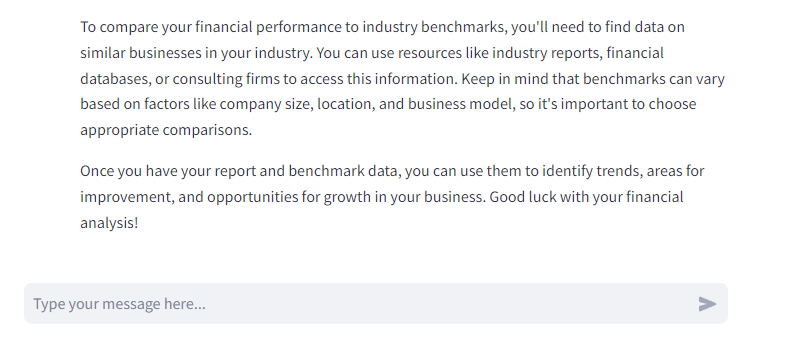 To compare your financial performance to industry benchmarks, you'll need to find data on
similar businesses in your industry. You can use resources like industry reports, financial
databases, or consulting firms to access this information. Keep in mind that benchmarks can vary
based on factors like company size, location, and business model, so it's important to choose
appropriate comparisons.
Once you have your report and benchmark data, you can use them to identify trends, areas for
improvement, and opportunities for growth in your business. Good luck with your financial
analysis!
Type your message here...